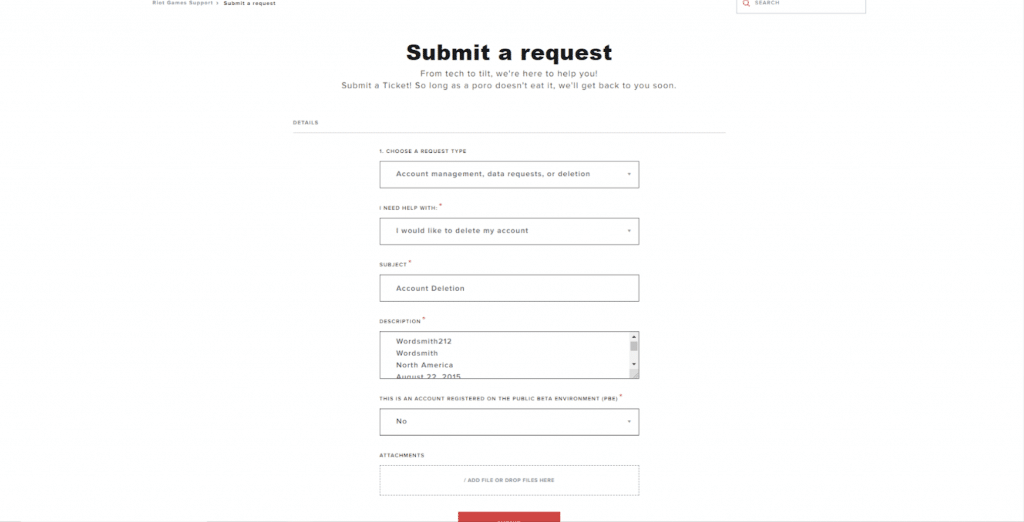 Riot Games Support < Submit a request
SEARCH
Submit a request
From tech to tilt, we're here to help you!
Submit a Ticket! So long as a poro doesn't eat it, we'll get back to you soon.
DETAILS
1. CHOOSE A REQUEST TYPE
Account management, data requests, or deletion
I NEED HELP WITH: *
I would like to delete my account
SUBJECT *
Account Deletion
DESCRIPTION *
Wordsmith212
Wordsmith
North America
August 22, 2015
THIS IS AN ACCOUNT REGISTERED ON THE PUBLIC BETA ENVIRONMENT (PBE) *
No
ATTACHMENTS
/ ADD FILE OR DROP FILES HERE